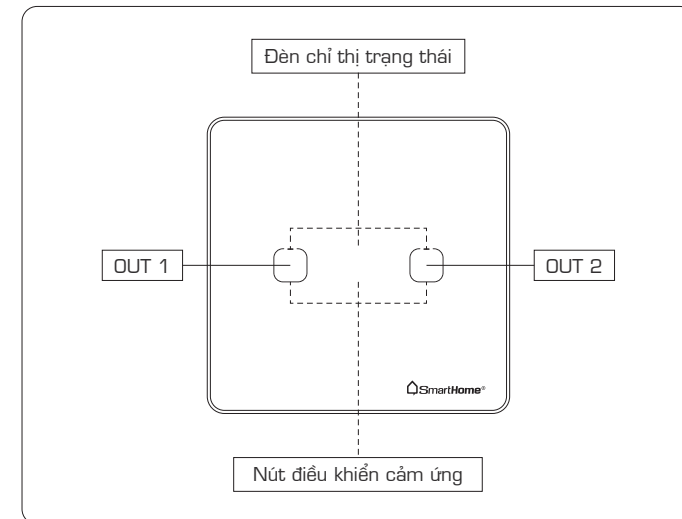 Đèn chỉ thị trạng thái
OUT 1
OUT 2
SmartHome®
Nút điều khiển cảm ứng